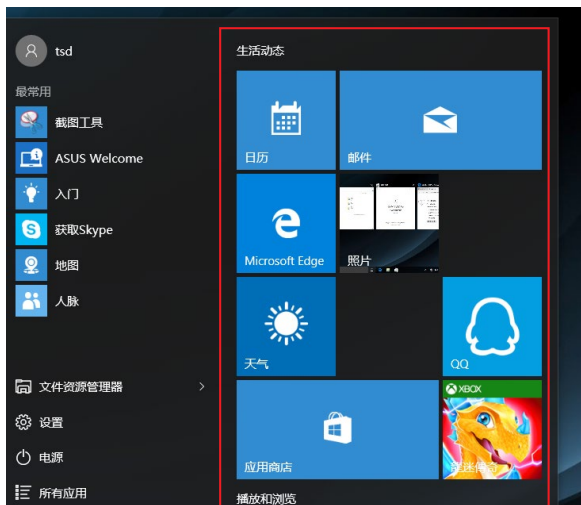 tsd
最常用
截图工具
ASUS Welcome
入门
获取Skype
地图
人脉
文件资源管理器
设置
电源
所有应用
生活动态
日历
邮件
Microsoft Edge
照片
天气
QQ
应用商店
XBOX
播放和浏览